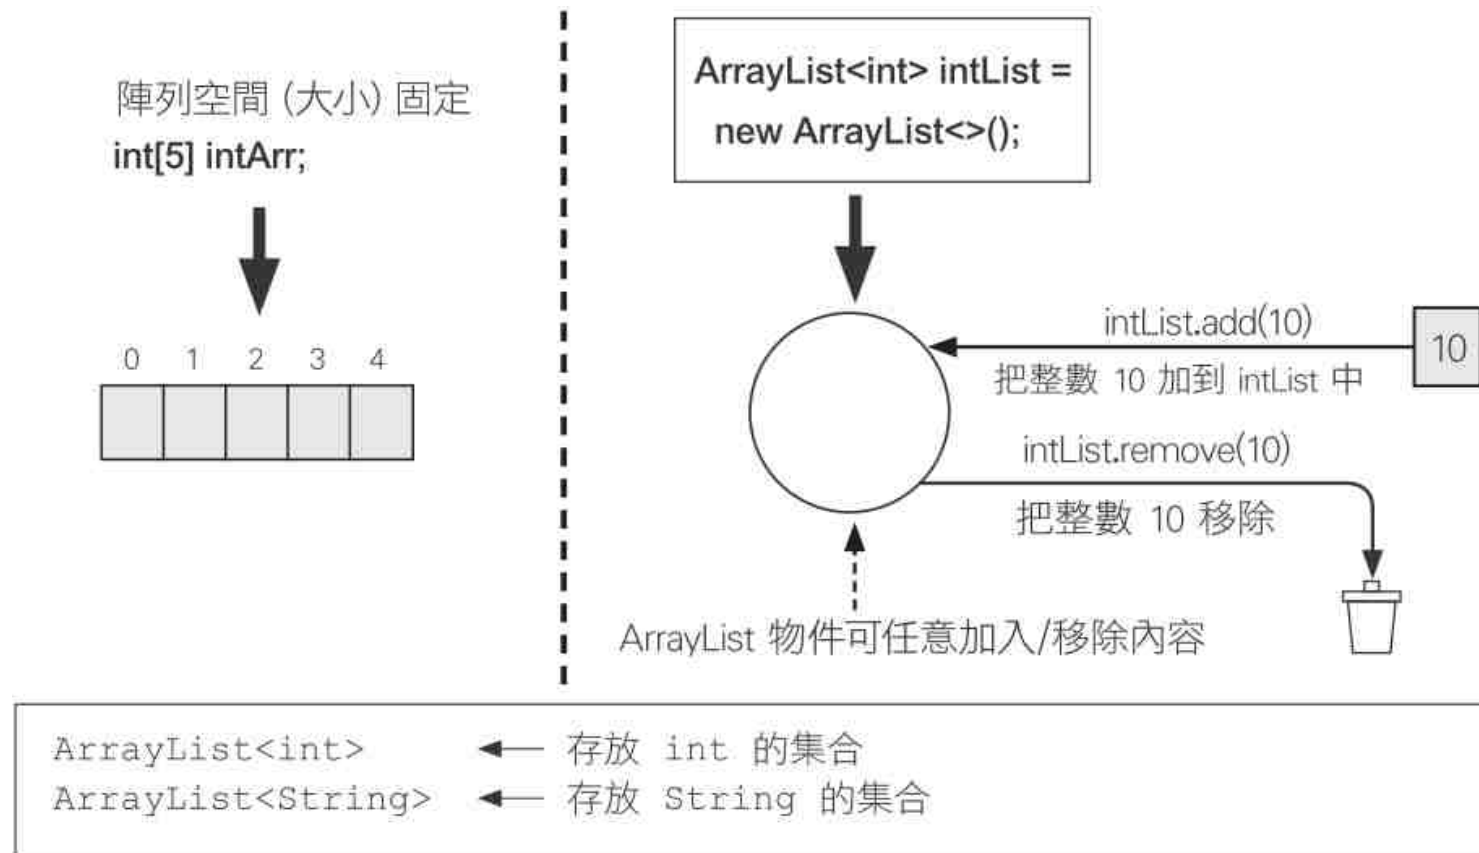 陣列空間 (大小) 固定
int[5] intArr;
0 1 2 3 4
ArrayList<int> intList =
new ArrayList<>();
intList.add(10)
10
把整數 10 加到 intList 中
intList.remove(10)
把整數 10 移除
ArrayList 物件可任意加入/移除內容
ArrayList<int> 存放 int 的集合
ArrayList<String> 存放 String 的集合